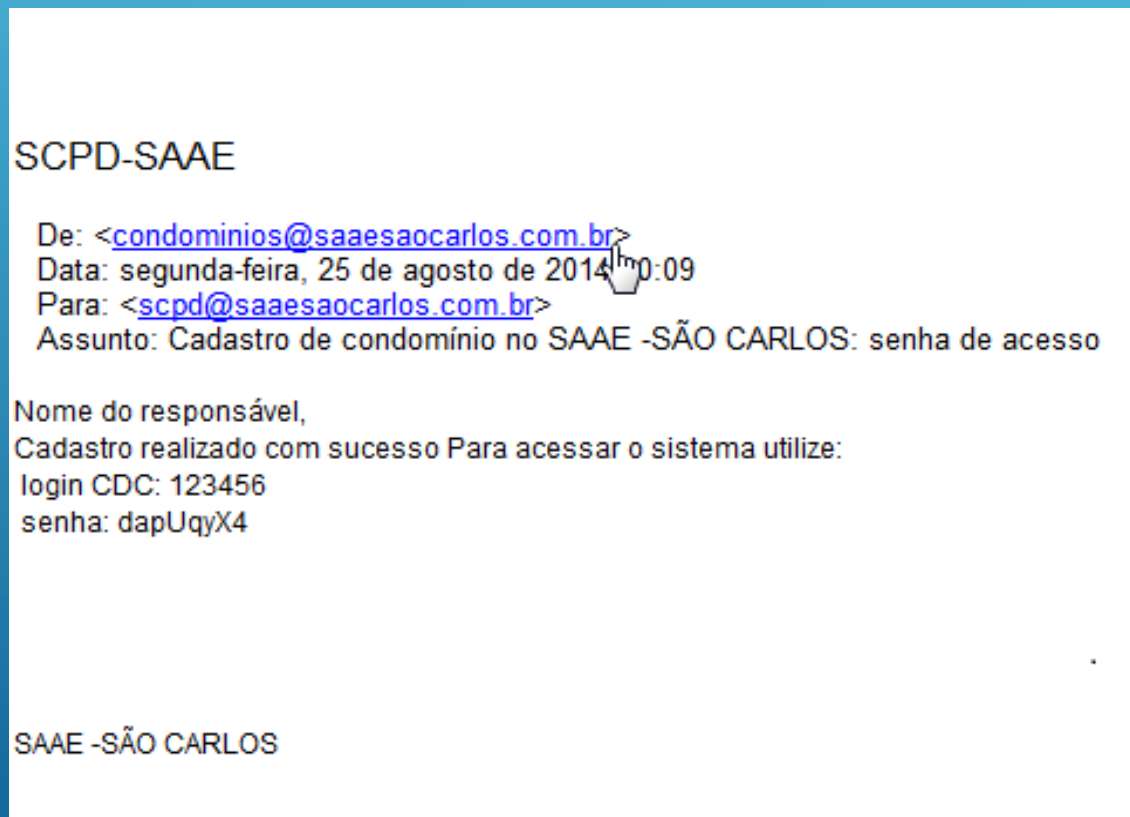 SCPD-SAAE
De: <condominios@saaesaocarlos.com.br>
Data: segunda-feira, 25 de agosto de 2014 0:09
Para: <scpd@saaesaocarlos.com.br>
Assunto: Cadastro de condomínio no SAAE -SÃO CARLOS: senha de acesso
Nome do responsável,
Cadastro realizado com sucesso Para acessar o sistema utilize:
login CDC: 123456
senha: dapUqyX4
.
SAAE -SÃO CARLOS